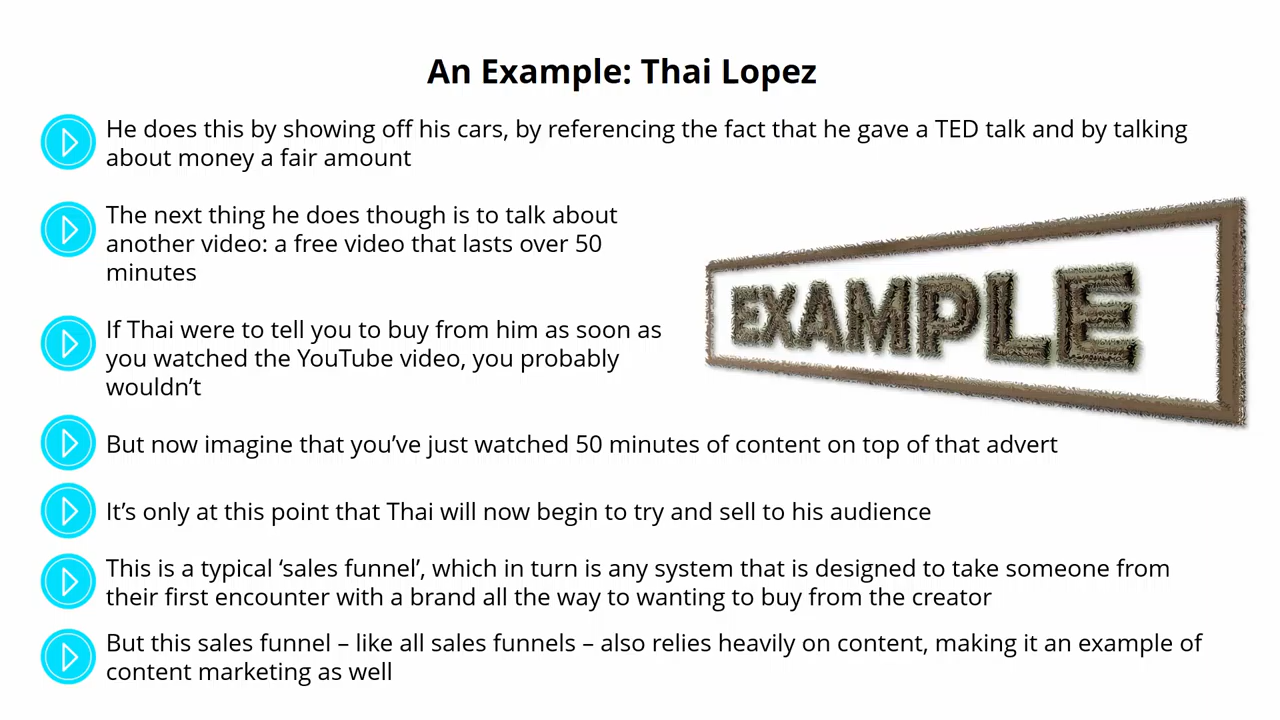 An Example: Thai Lopez
He does this by showing off his cars, by referencing the fact that he gave a TED talk and by talking
about money a fair amount
The next thing he does though is to talk about
another video: a free video that lasts over 50
minutes
EXAMPLE
If Thai were to tell you to buy from him as soon as
you watched the YouTube video, you probably
wouldn’t
But now imagine that you’ve just watched 50 minutes of content on top of that advert
It’s only at this point that Thai will now begin to try and sell to his audience
This is a typical ‘sales funnel’, which in turn is any system that is designed to take someone from
their first encounter with a brand all the way to wanting to buy from the creator
But this sales funnel – like all sales funnels – also relies heavily on content, making it an example of
content marketing as well